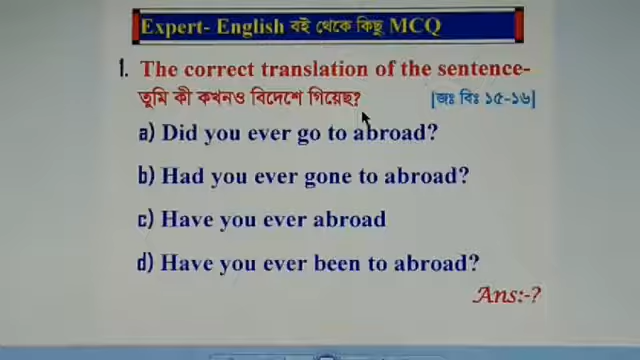 Expert- English বই থেকে কিছু MCQ
1. The correct translation of the sentence-
তুমি কী কখনও বিদেশে গিয়েছ? [জঃ বিঃ ১৫-১৬]
a) Did you ever go to abroad?
b) Had you ever gone to abroad?
c) Have you ever abroad
d) Have you ever been to abroad?
Ans:-?